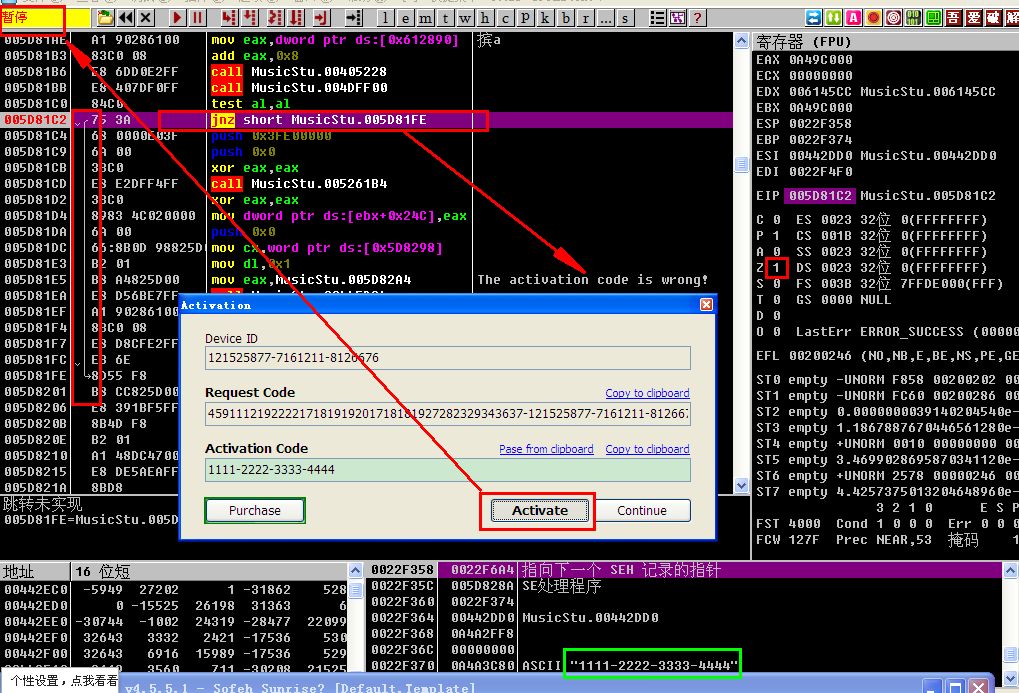 暂停
l e m t w h c p k b r ... s
?
吾 爱 破 解
005D81AE A1 90286100 mov eax,dword ptr ds:[0x612890] 摈a
005D81B3 83C0 08 add eax,0x8
005D81B6 E8 6DD0E2FF call MusicStu.00405228
005D81BB E8 407DF0FF call MusicStu.004DFF00
005D81C0 84C0 test al,al
005D81C2 75 3A jnz short MusicStu.005D81FE
005D81C4 68 0000E03F push 0x3FE00000
005D81C9 6A 00 push 0x0
005D81CB 33C0 xor eax,eax
005D81CD E8 E2DFF4FF call MusicStu.005261B4
005D81D2 33C0 xor eax,eax
005D81D4 8983 4C020000 mov dword ptr ds:[ebx+0x24C],eax
005D81DA 6A 00 push 0x0
005D81DC 66:8B0D 98825D0 mov cx,word ptr ds:[0x5D8298]
005D81E3 B2 01 mov dl,0x1
005D81E5 B8 A4825D00 mov eax,MusicStu.005D82A4 The activation code is wrong!
005D81EA E8 D56BE7FF
005D81EF A1 90286100
005D81F4 83C0 08
005D81F7 E8 D8CFE2FF
005D81FC EB 6E
005D81FE 8D55 F8
005D8201 B8 CC825D00
005D8206 E8 391BF5FF
005D820B 8B4D F8
005D820E B2 01
005D8210 A1 48DC4700
005D8215 E8 DE5AEAFF
005D821A 8BD8
跳转未实现
005D81FE=MusicStu.005D
寄存器 (FPU)
EAX 0A49C000
ECX 00000000
EDX 006145CC MusicStu.006145CC
EBX 0A49C000
ESP 0022F358
EBP 0022F374
ESI 00442DD0 MusicStu.00442DD0
EDI 0022F4F0
EIP 005D81C2 MusicStu.005D81C2
C 0 ES 0023 32位 0(FFFFFFFF)
P 1 CS 001B 32位 0(FFFFFFFF)
A 0 SS 0023 32位 0(FFFFFFFF)
Z 1 DS 0023 32位 0(FFFFFFFF)
S 0 FS 003B 32位 7FFDE000(FFF)
T 0 GS 0000 NULL
D 0
O 0 LastErr ERROR_SUCCESS (00000
EFL 00200246 (NO,NB,E,BE,NS,PE,GE
ST0 empty -UNORM F858 00200202 00
ST1 empty -UNORM FC60 00200286 00
ST2 empty 0.0000000039140204540e-
ST3 empty 1.1867887670446561280e-
ST4 empty +UNORM 0010 00000000 00
ST5 empty 3.4699028695870341120e-
ST6 empty +UNORM 2578 00000246 00
ST7 empty 4.4257375013204648960e-
3 2 1 0 E S P
FST 4000 Cond 1 0 0 0 Err 0 0 0
FCW 127F Prec NEAR,53 掩码 1
Activation
Device ID
121525877-7161211-8126676
Request Code
Copy to clipboard
Activation Code
Pase from clipboard
Copy to clipboard
1111-2222-3333-4444
Purchase
Activate
Continue
地址 16 位短
00442EC0 -5949 27202 1 -31862 528
00442ED0 0 -15525 26198 31363 6
00442EE0 -30744 -1002 24319 -28477 22099
00442EF0 32643 3332 2421 -17536 530
00442F00 32643 6916 15989 -17536 529
3560 711 -30208 21525
0022F358 0022F6A4 指向下一个 SEH 记录的指针
0022F35C 005D828A SE处理程序
0022F360 0022F374
0022F364 00442DD0 MusicStu.00442DD0
0022F368 0A4A2FF8
0022F36C 00000000
0022F370 0A4A3C80 ASCII "1111-2222-3333-4444"
个性设置，点我看看
v4.5.5.1 - Sofeh Sunrise? [Default.Template]